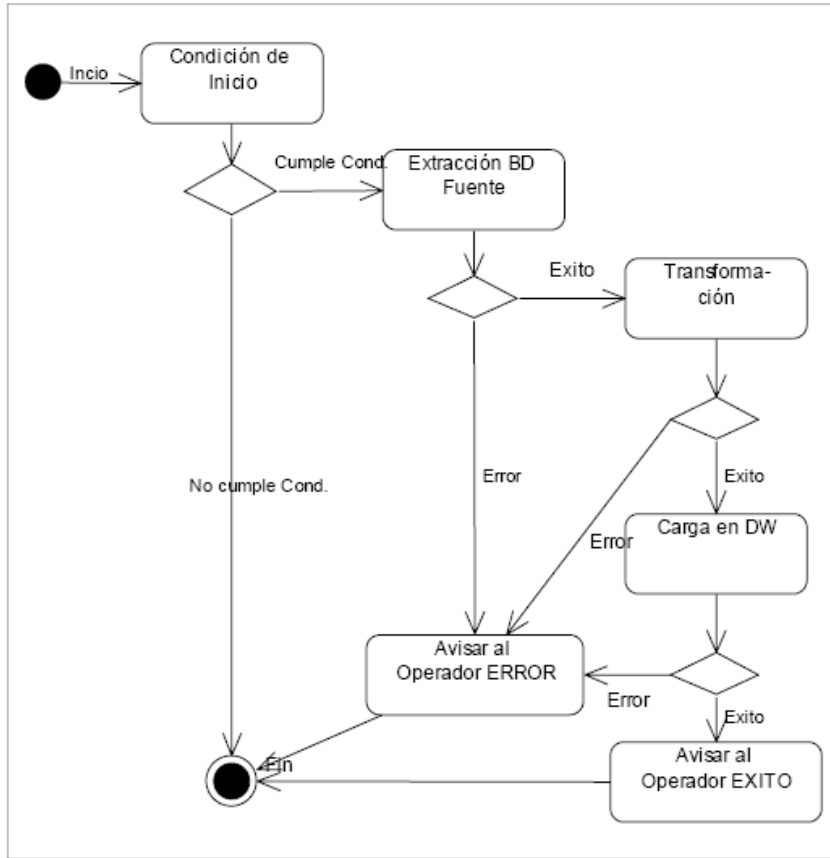 Incio
Condición de
Inicio
Cumple Cond.
Extracción BD
Fuente
Exito
Transforma-
ción
No cumple Cond.
Error
Exito
Error
Carga en DW
Avisar al
Operador ERROR
Error
Exito
Fin
Avisar al
Operador EXITO